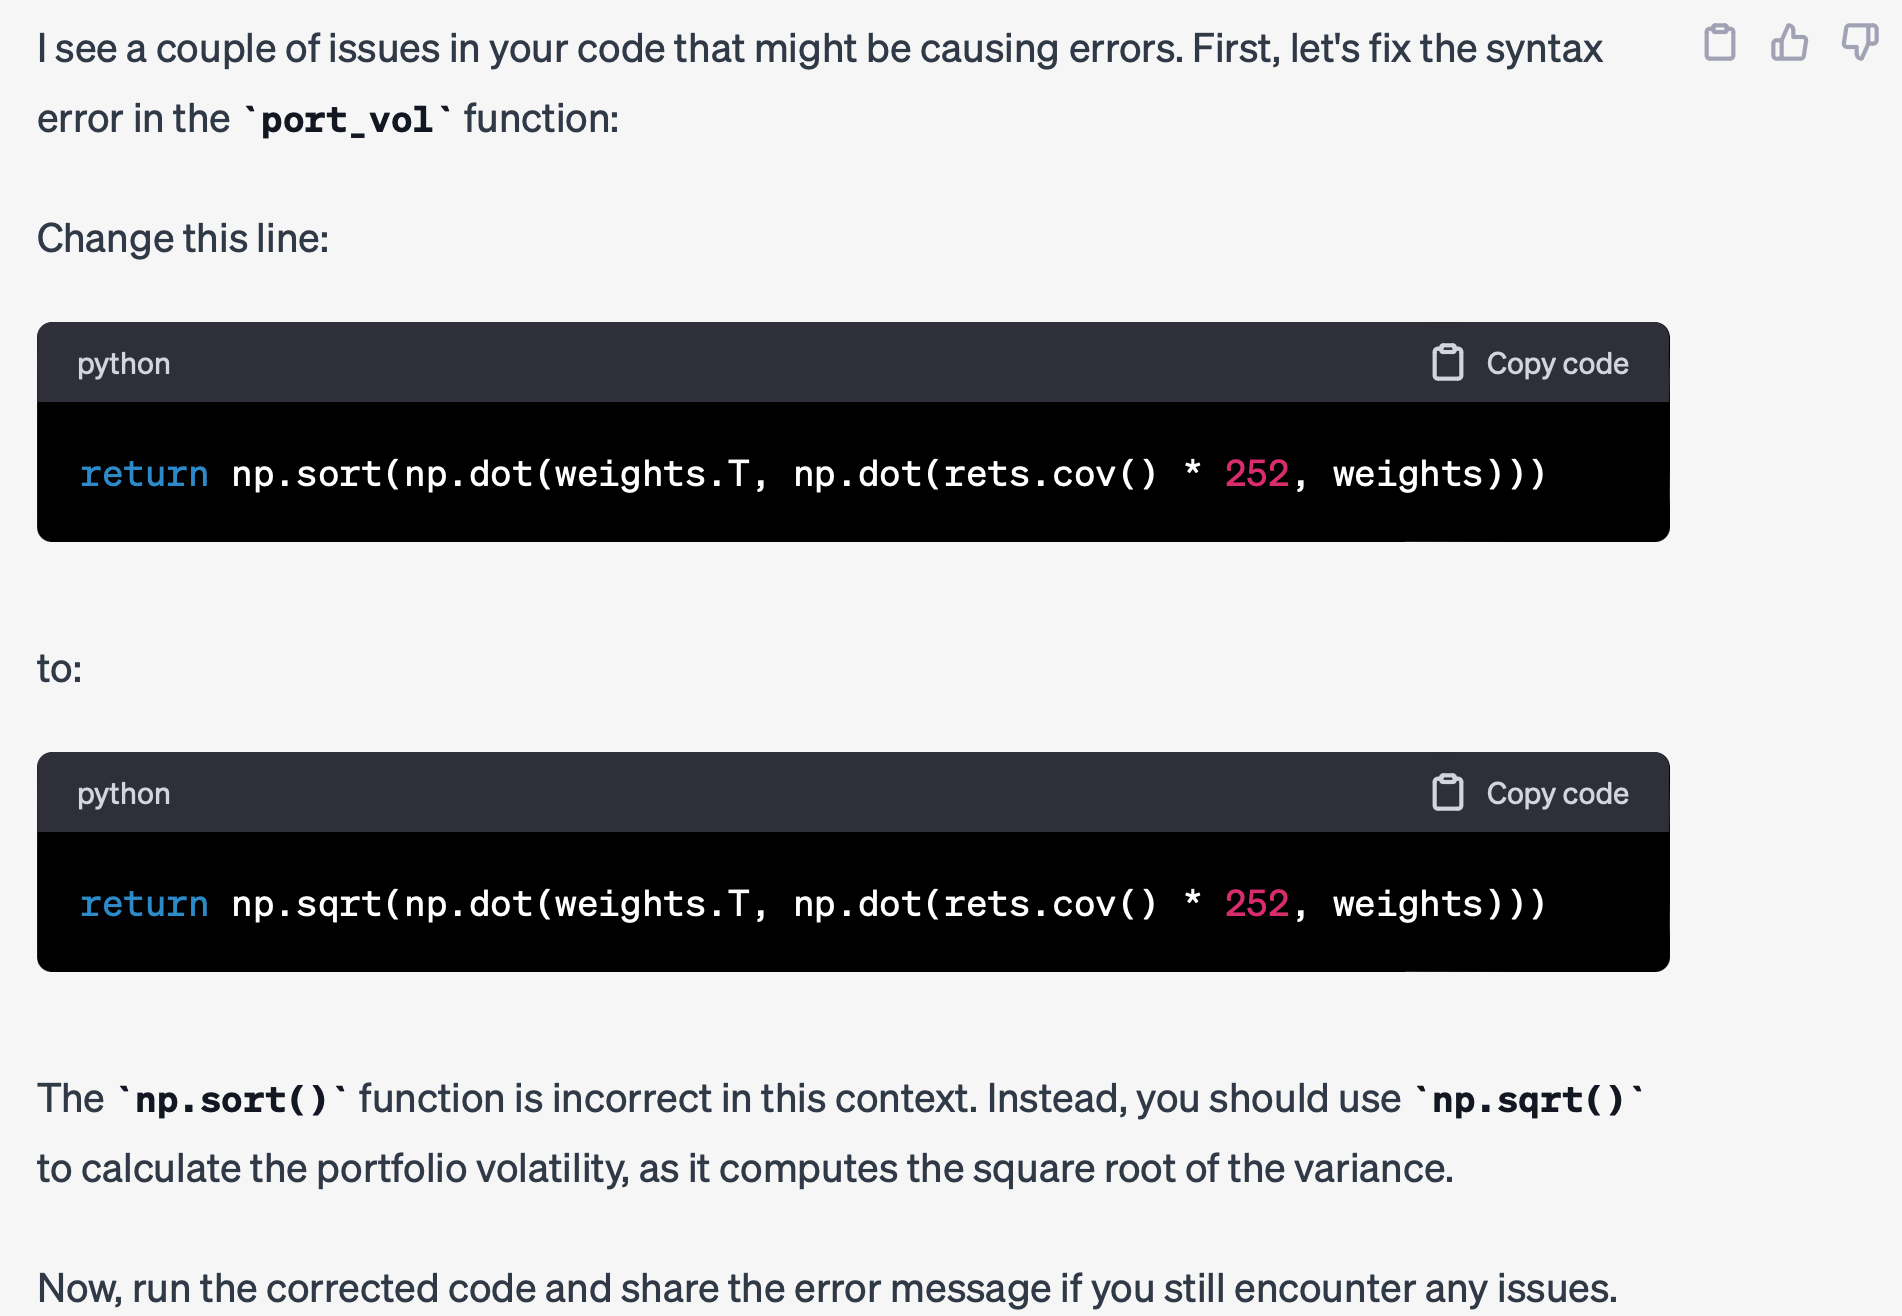 I see a couple of issues in your code that might be causing errors. First, let's fix the syntax
error in the `port_vol` function:
Change this line:
python
Copy code
return np.sort(np.dot(weights.T, np.dot(rets.cov() * 252, weights)))
to:
python
Copy code
return np.sqrt(np.dot(weights.T, np.dot(rets.cov() * 252, weights)))
The `np.sort()` function is incorrect in this context. Instead, you should use `np.sqrt()`
to calculate the portfolio volatility, as it computes the square root of the variance.
Now, run the corrected code and share the error message if you still encounter any issues.